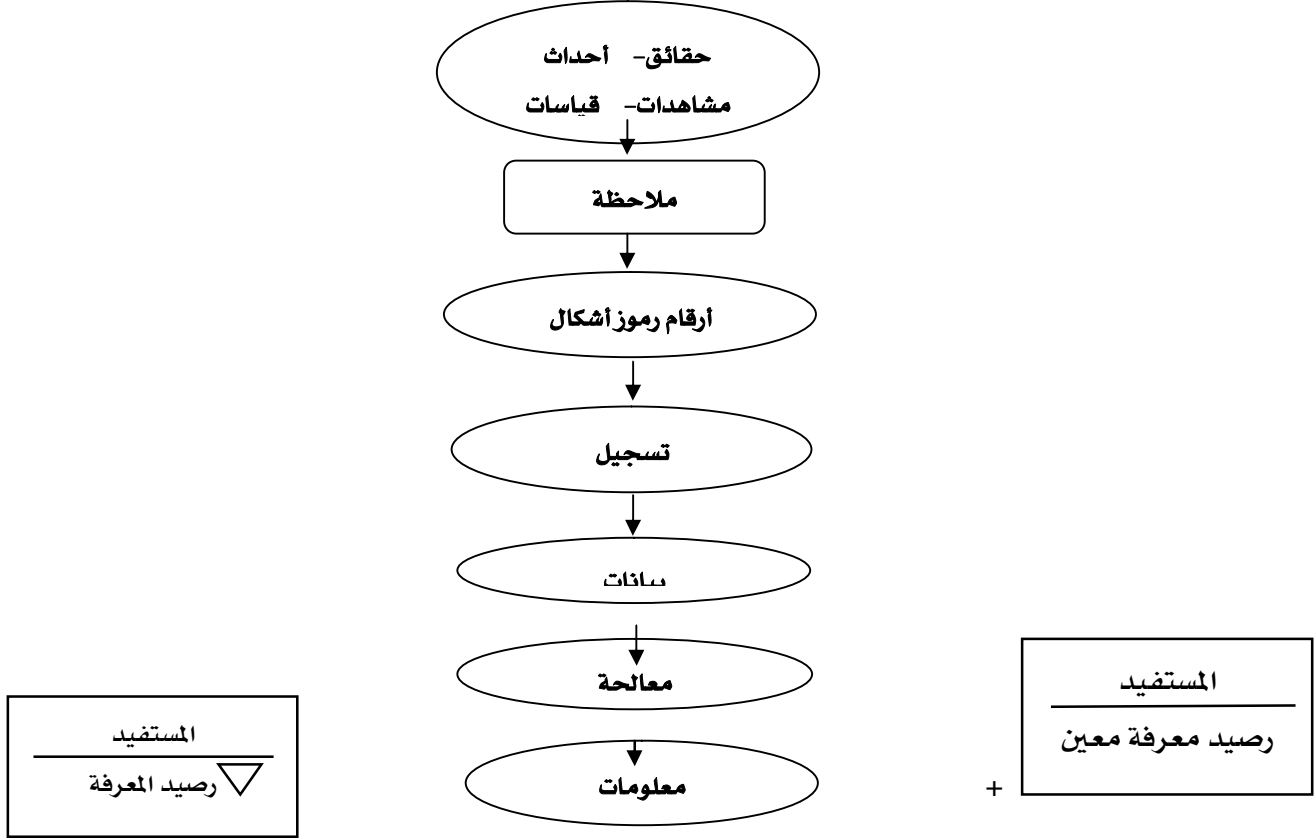 حقائق- أحداث
مشاهدات- قياسات
ملاحظة
أرقام رموز أشكال
تسجيل
بيانات
معالجة
المستفيد
رصيد معرفة معين
+
معلومات
المستفيد
رصيد المعرفة